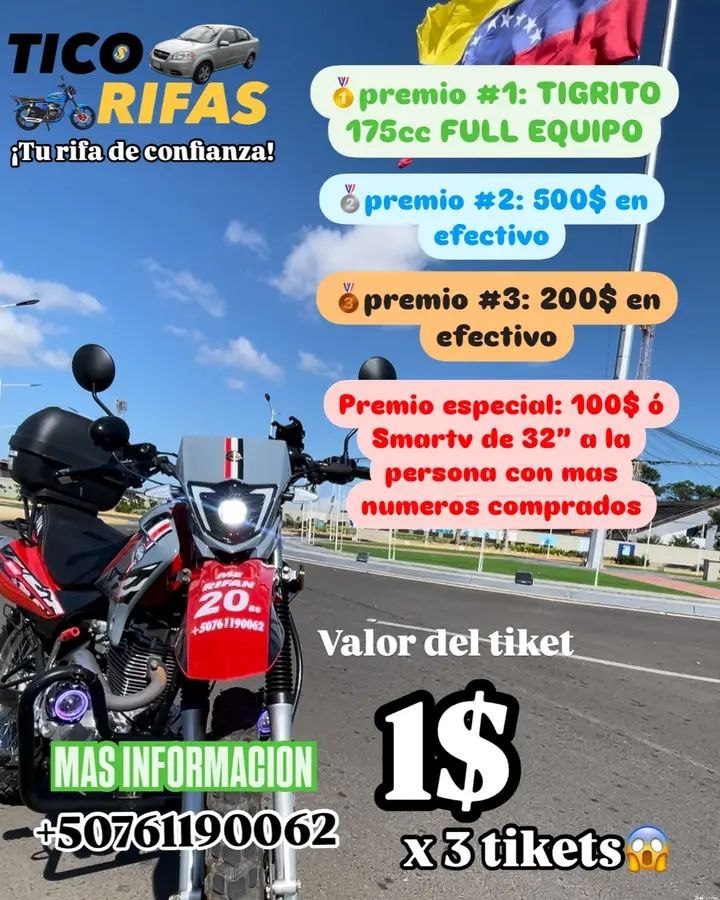 TICO
RIFAS
¡Tu rifa de confianza!
🥇premio #1: TIGRITO
175cc FULL EQUIPO
🥈premio #2: 500$ en
efectivo
🥉premio #3: 200$ en
efectivo
Premio especial: 100$ ó
Smartv de 32” a la
persona con mas
numeros comprados
ME
RIFAN
20 Bs
+50761190062
Valor del tiket
1$
x 3 tikets😱
MAS INFORMACION
+50761190062